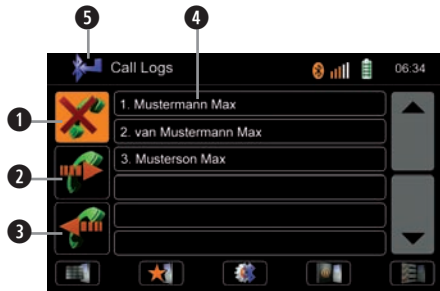 5 4
Call Logs 06:34
1 1. Mustermann Max
2. van Mustermann Max
2 3. Musterson Max
3